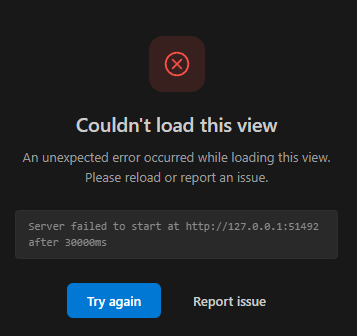 Couldn't load this view
An unexpected error occurred while loading this view.
Please reload or report an issue.
Server failed to start at http://127.0.0.1:51492
after 30000ms
Try again
Report issue